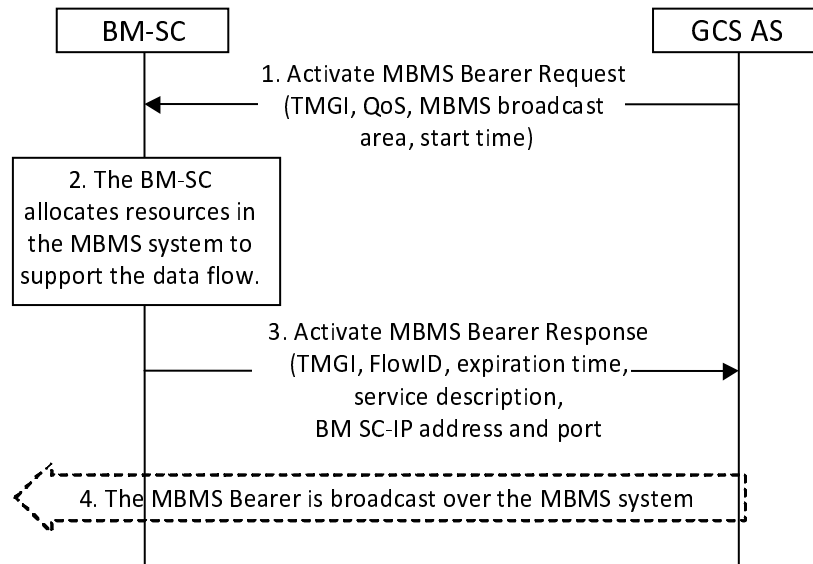 BM-SC
GCS AS
1. Activate MBMS Bearer Request
(TMGI, QoS, MBMS broadcast
area, start time)
2. The BM-SC
allocates resources in
the MBMS system to
support the data flow.
3. Activate MBMS Bearer Response
(TMGI, FlowID, expiration time,
service description,
BM SC-IP address and port
4. The MBMS Bearer is broadcast over the MBMS system